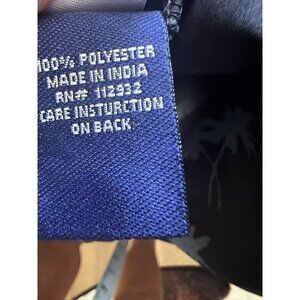 100% POLYESTER
MADE IN INDIA
RN# 112932
CARE INSTURCTION
ON BACK